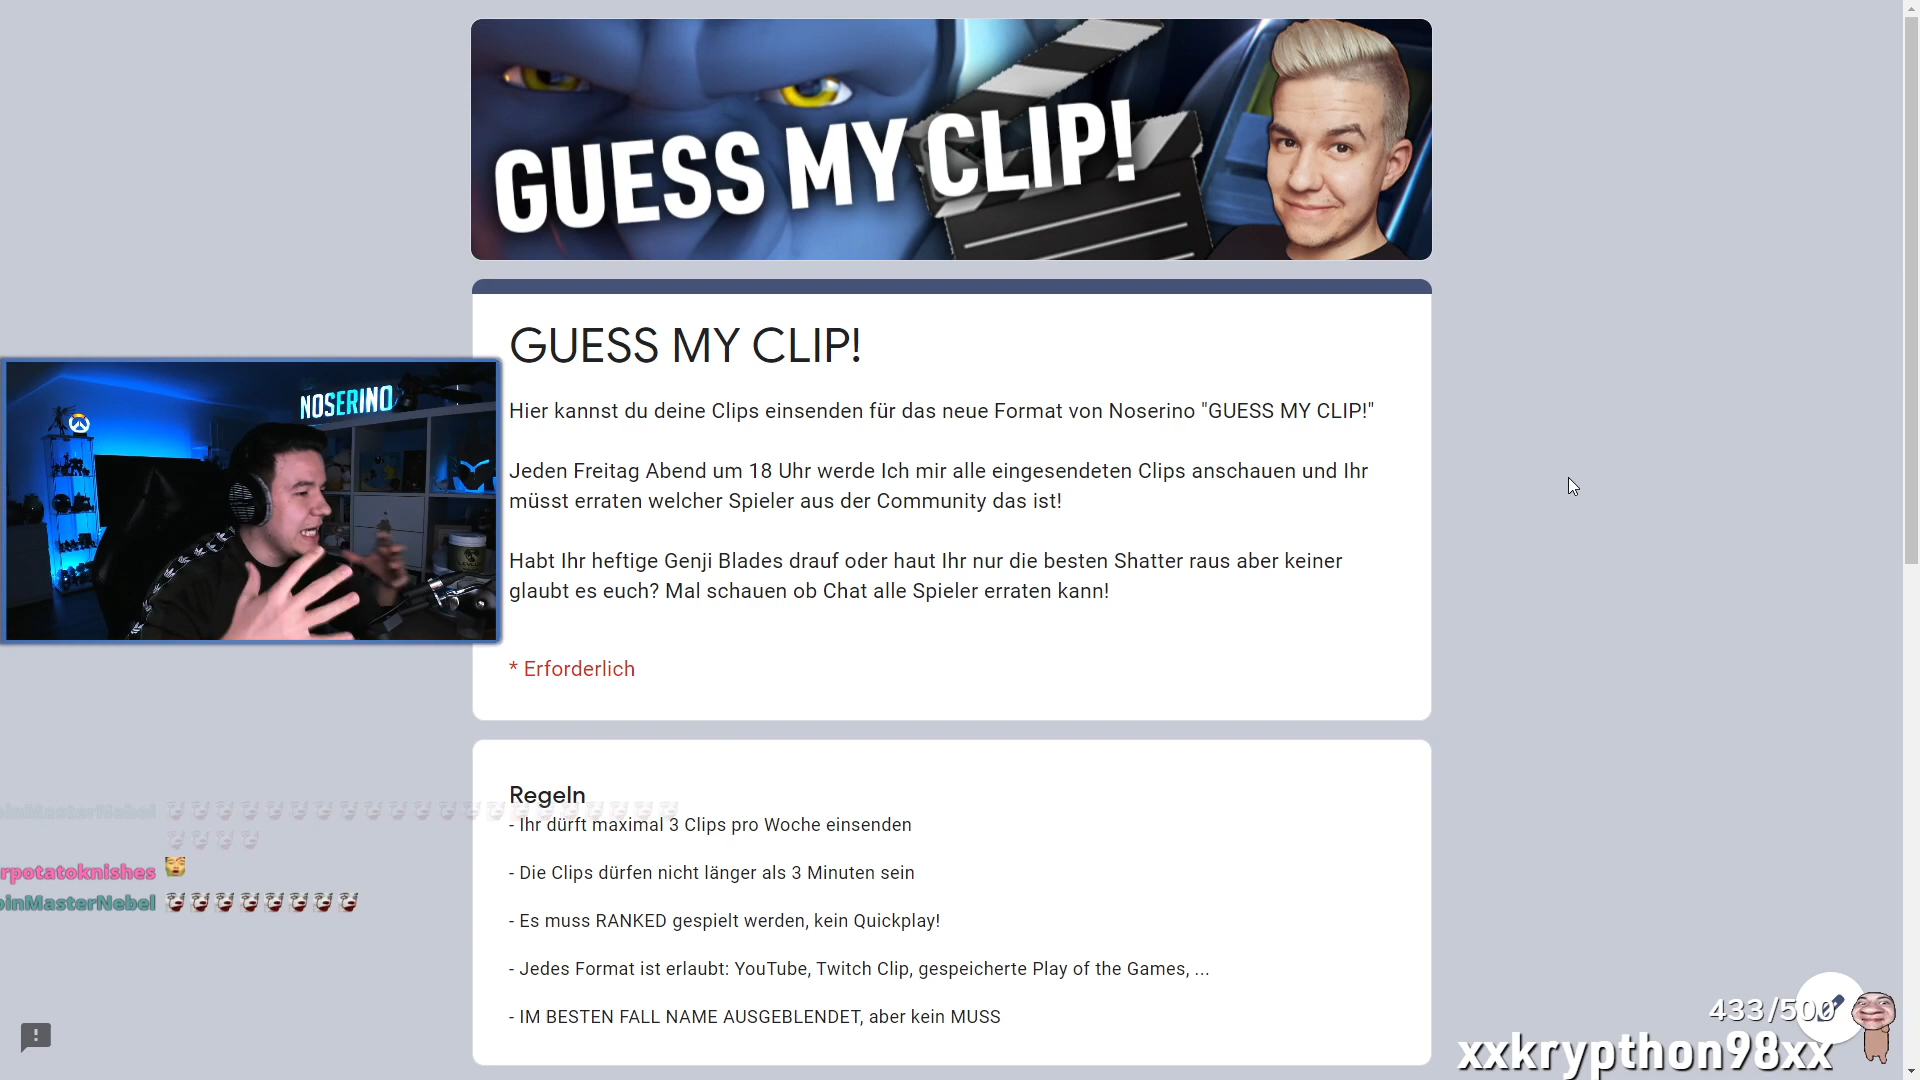 GUESS MY CLIP!
GUESS MY CLIP!
Hier kannst du deine Clips einsenden für das neue Format von Noserino "GUESS MY CLIP!"
Jeden Freitag Abend um 18 Uhr werde Ich mir alle eingesendeten Clips anschauen und Ihr
müsst erraten welcher Spieler aus der Community das ist!
Habt Ihr heftige Genji Blades drauf oder haut Ihr nur die besten Shatter raus aber keiner
glaubt es euch? Mal schauen ob Chat alle Spieler erraten kann!
* Erforderlich
NOSERINO
Regeln
- Ihr dürft maximal 3 Clips pro Woche einsenden
- Die Clips dürfen nicht länger als 3 Minuten sein
- Es muss RANKED gespielt werden, kein Quickplay!
- Jedes Format ist erlaubt: YouTube, Twitch Clip, gespeicherte Play of the Games, ...
- IM BESTEN FALL NAME AUSGEBLENDET, aber kein MUSS
inMasterNebel
rpotatoknishes
inMasterNebel
433/500
xxkrypthon98xx